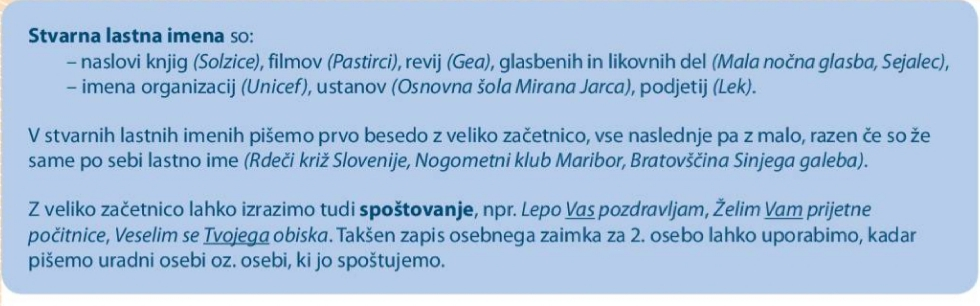 Stvarna lastna imena so:
– naslovi knjig (Solzice), filmov (Pastirci), revij (Gea), glasbenih in likovnih del (Mala nočna glasba, Sejalec),
– imena organizacij (Unicef), ustanov (Osnovna šola Mirana Jarca), podjetij (Lek).
V stvarnih lastnih imenih pišemo prvo besedo z veliko začetnico, vse naslednje pa z malo, razen če so že
same po sebi lastno ime (Rdeči križ Slovenije, Nogometni klub Maribor, Bratovščina Sinjega galeba).
Z veliko začetnico lahko izrazimo tudi spoštovanje, npr. Lepo Vas pozdravljam, Želim Vam prijetne
počitnice, Veselim se Tvojega obiska. Takšen zapis osebnega zaimka za 2. osebo lahko uporabimo, kadar
pišemo uradni osebi oz. osebi, ki jo spoštujemo.